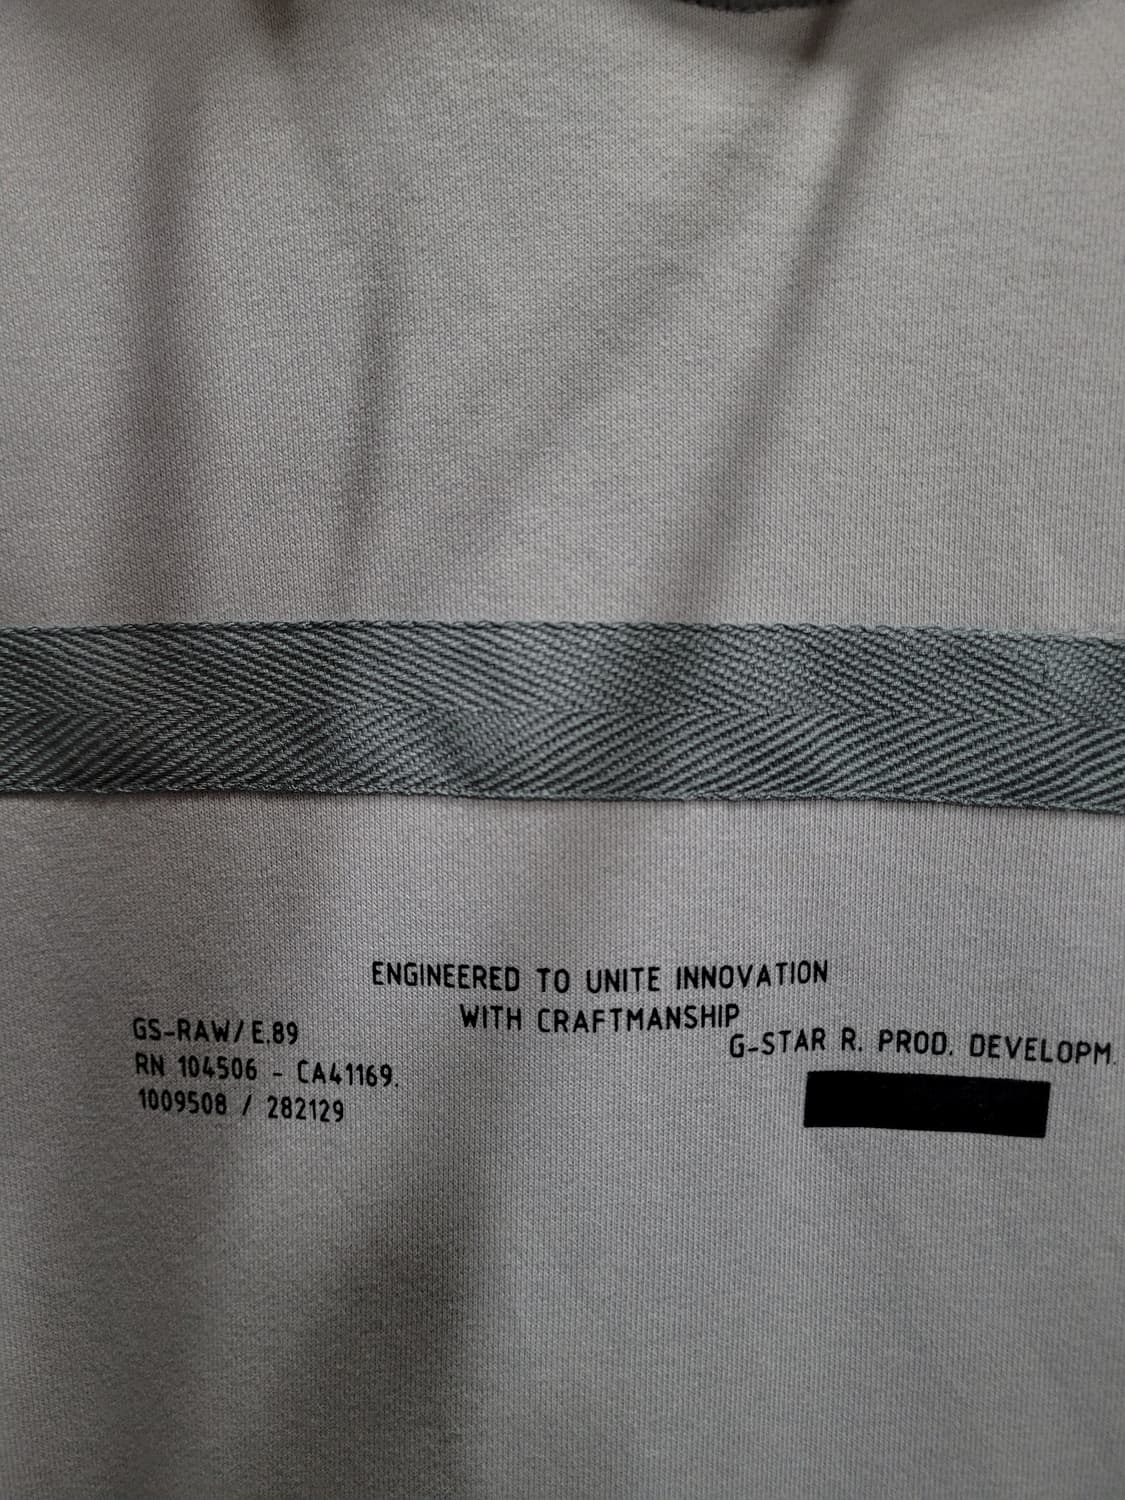 ENGINEERED TO UNITE INNOVATION
WITH CRAFTMANSHIP
GS-RAW/E.89
RN 104506 - CA41169.
1009508 / 282129
G-STAR R. PROD. DEVELOPM.